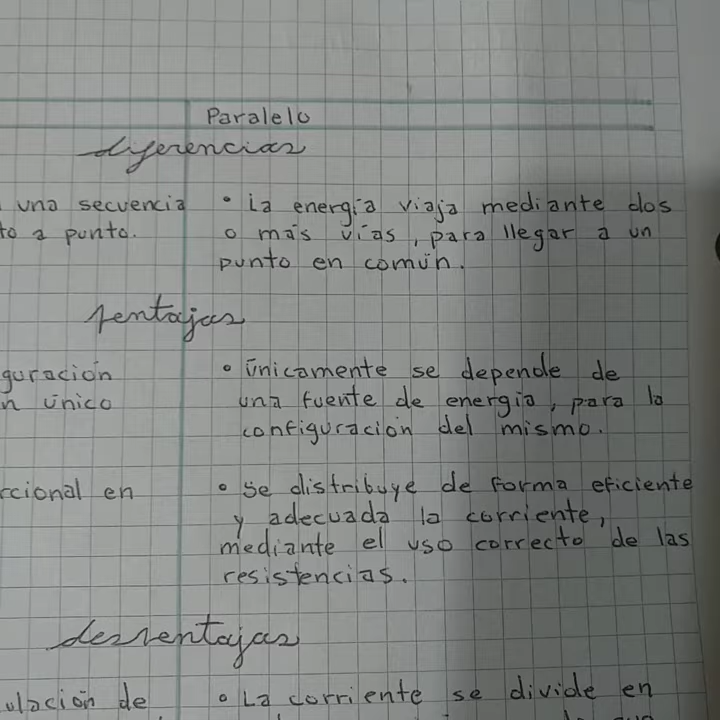 Paralelo
diferencias
una secuencia • La energía viaja mediante dos
to a punto. o más vías, para llegar a un
punto en común.
ventajas
guración • únicamente se depende de
n único una fuente de energía, para la
configuración del mismo.
ccional en • se distribuye de forma eficiente
y adecuada la corriente,
mediante el uso correcto de las
resistencias.
desventajas
ulación de • La corriente se divide en